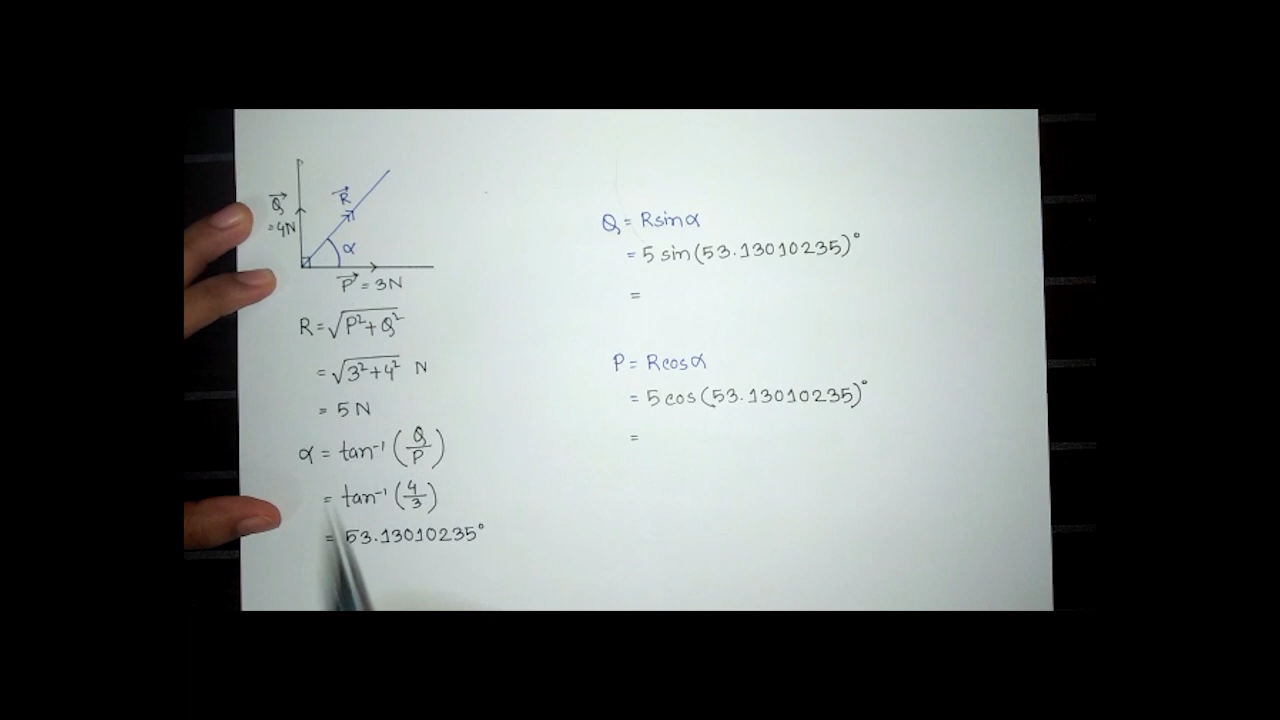 Q⃗
= 4N
R⃗
α
P⃗ = 3N
R = √(P² + Q²)
= √(3² + 4²) N
= 5 N
α = tan⁻¹ (Q/P)
= tan⁻¹ (4/3)
= 53.13010235°
Q = Rsinα
= 5 sin(53.13010235)°
=
P = Rcosα
= 5 cos(53.13010235)°
=